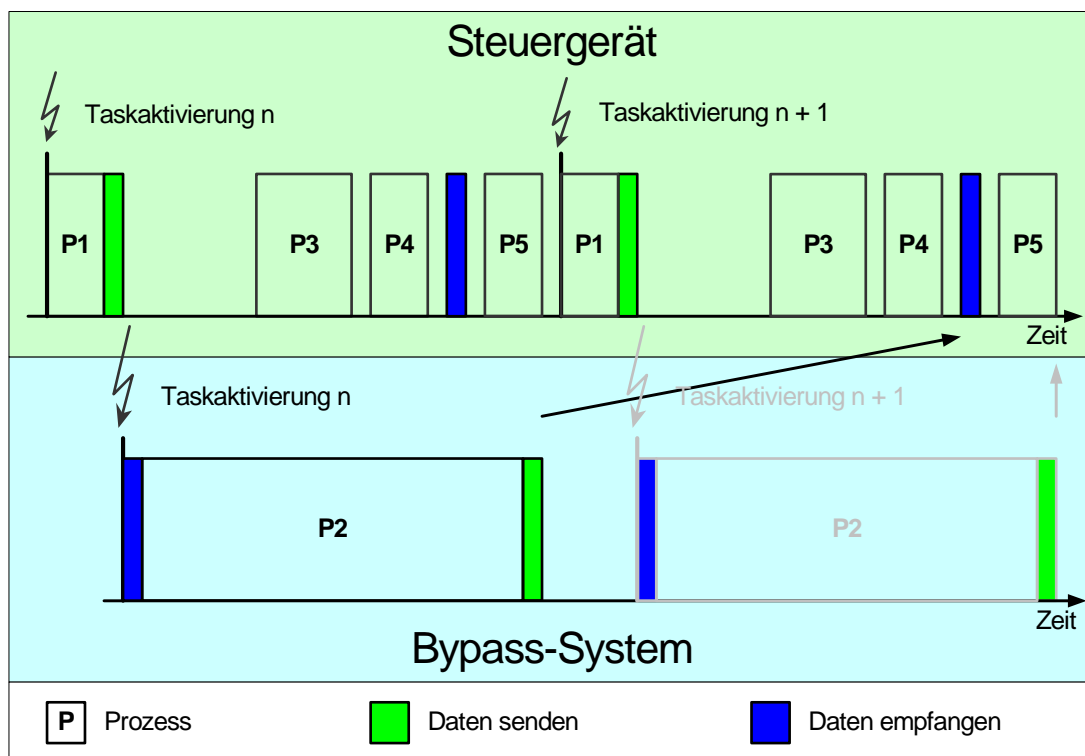 Steuergerät
Taskaktivierung n
Taskaktivierung n + 1
P1
P3
P4
P5
P1
P3
P4
P5
Zeit
Taskaktivierung n
Taskaktivierung n + 1
P2
P2
Zeit
Bypass-System
P Prozess
Daten senden
Daten empfangen